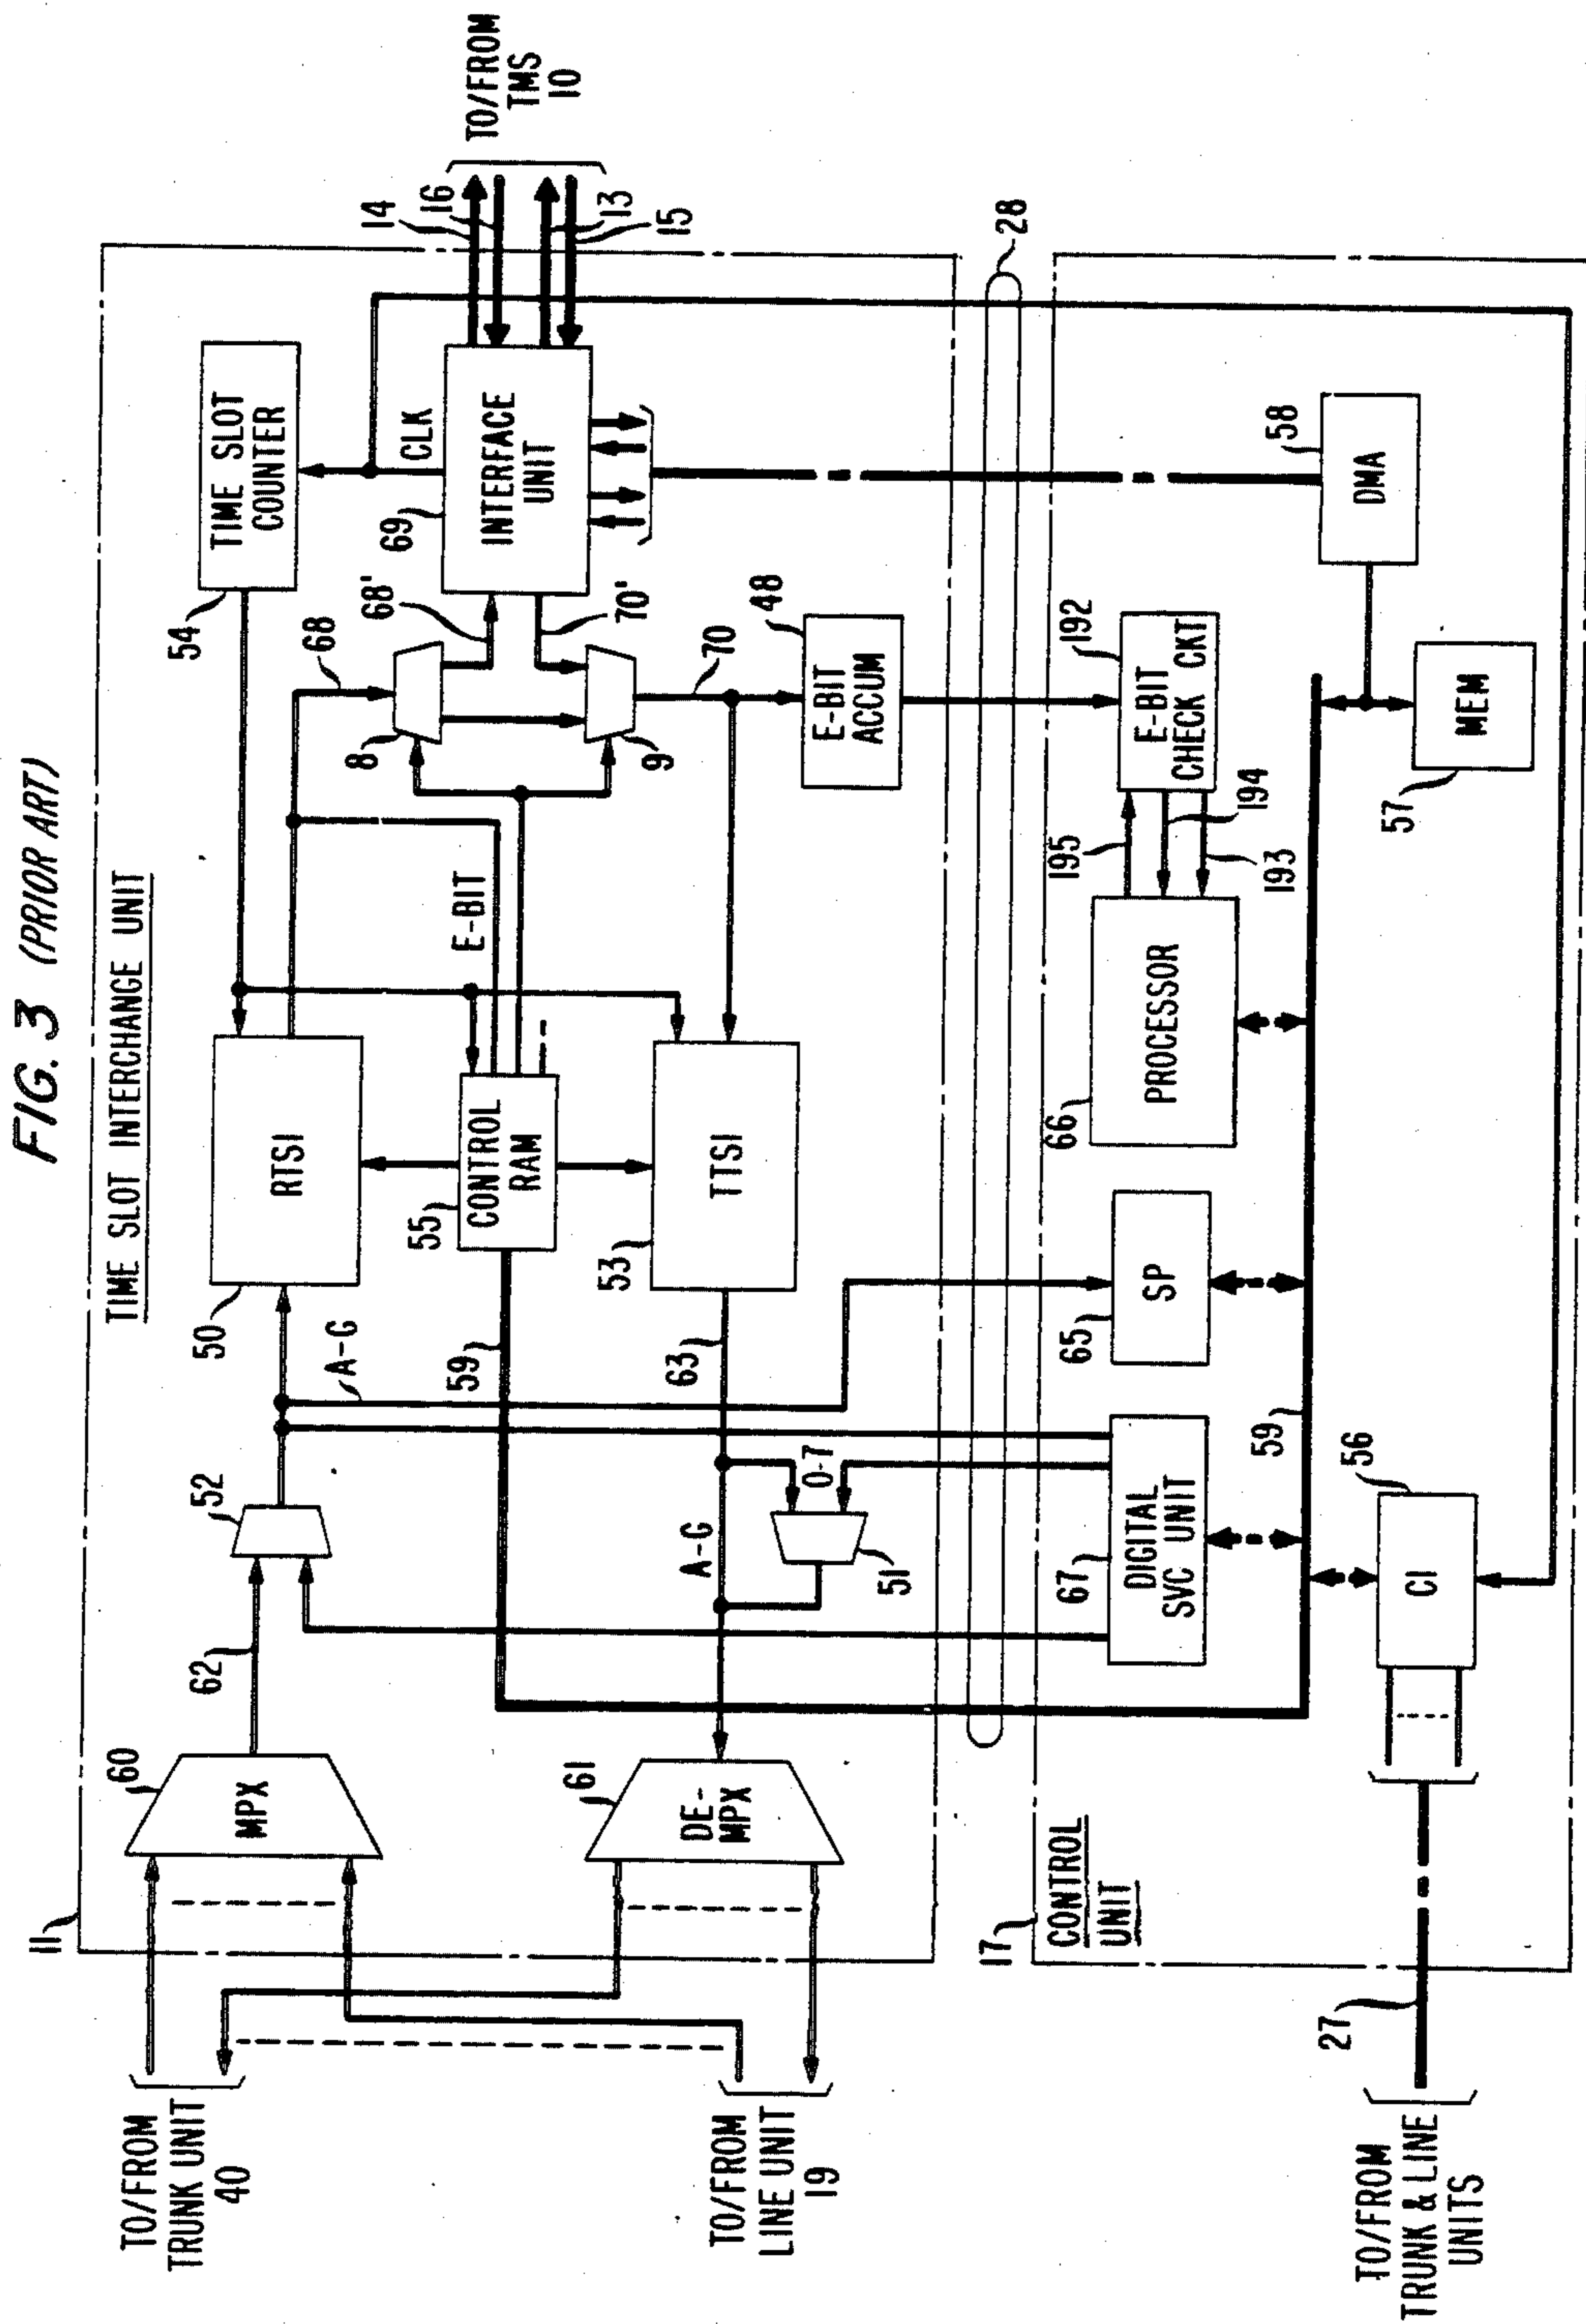 FIG. 3 (PRIOR ART)
TIME SLOT INTERCHANGE UNIT
11
TO/FROM
TRUNK UNIT
40
60
MPX
62
52
50
RTSI
A-G
54
TIME SLOT
COUNTER
68
8
68'
69
CLK
INTERFACE
UNIT
14
16
13
15
TO/FROM
TMS
10
59
55
CONTROL
RAM
E-BIT
9
70'
70
TO/FROM
LINE UNIT
19
61
DE-
MPX
A-G
51
0-7
63
53
TTSI
48
E-BIT
ACCUM
28
17
CONTROL
UNIT
67
DIGITAL
SVC UNIT
65
SP
66
PROCESSOR
195
194
193
192
E-BIT
CHECK CKT
58
DMA
59
57
MEM
56
CI
27
TO/FROM
TRUNK & LINE
UNITS